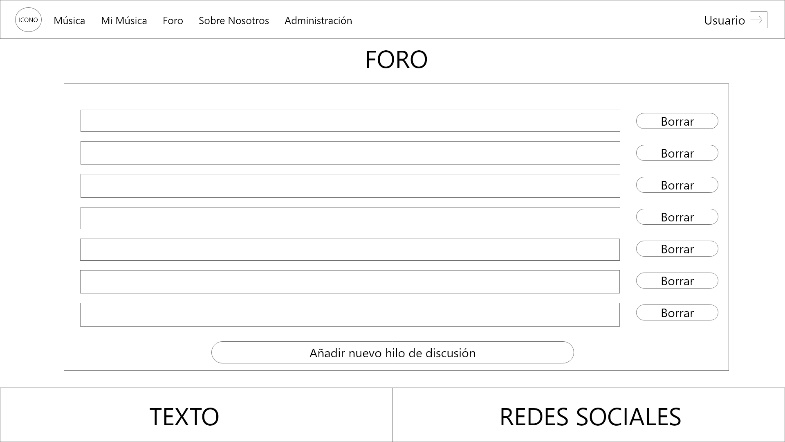 ICONO Música Mi Música Foro Sobre Nosotros Administración Usuario
FORO
Borrar
Borrar
Borrar
Borrar
Borrar
Borrar
Borrar
Añadir nuevo hilo de discusión
TEXTO REDES SOCIALES